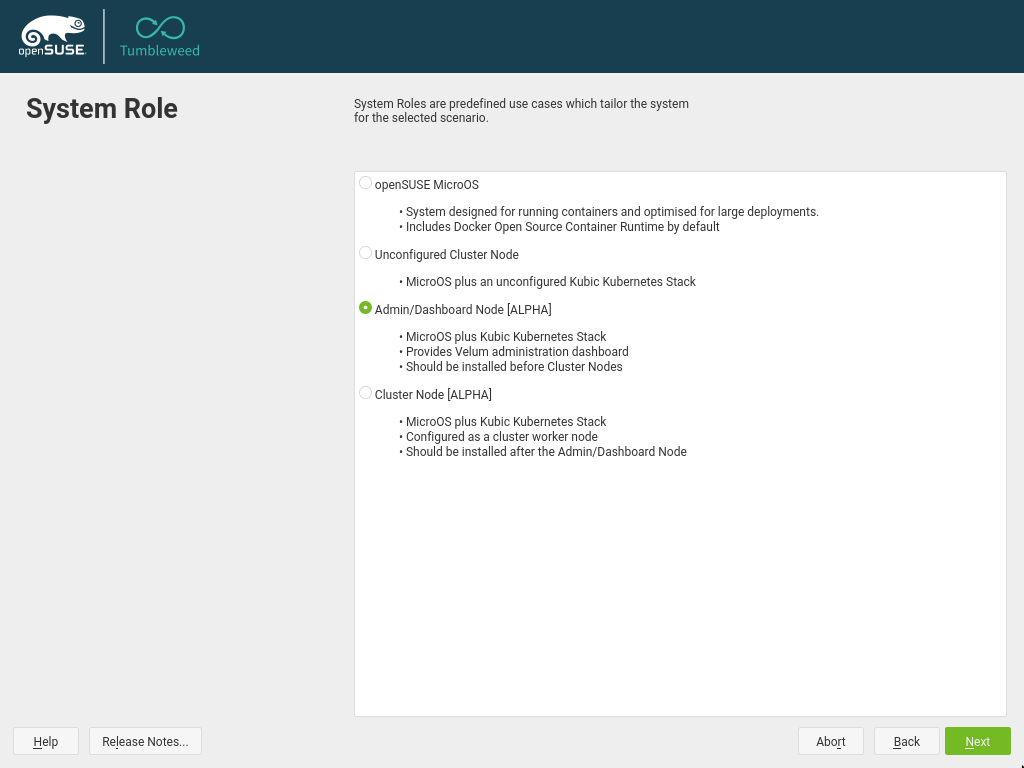 openSUSE
Tumbleweed
System Role
System Roles are predefined use cases which tailor the system
for the selected scenario.
openSUSE MicroOS
• System designed for running containers and optimised for large deployments.
• Includes Docker Open Source Container Runtime by default
Unconfigured Cluster Node
• MicroOS plus an unconfigured Kubic Kubernetes Stack
Admin/Dashboard Node [ALPHA]
• MicroOS plus Kubic Kubernetes Stack
• Provides Velum administration dashboard
• Should be installed before Cluster Nodes
Cluster Node [ALPHA]
• MicroOS plus Kubic Kubernetes Stack
• Configured as a cluster worker node
• Should be installed after the Admin/Dashboard Node
Help Release Notes... Abort Back Next